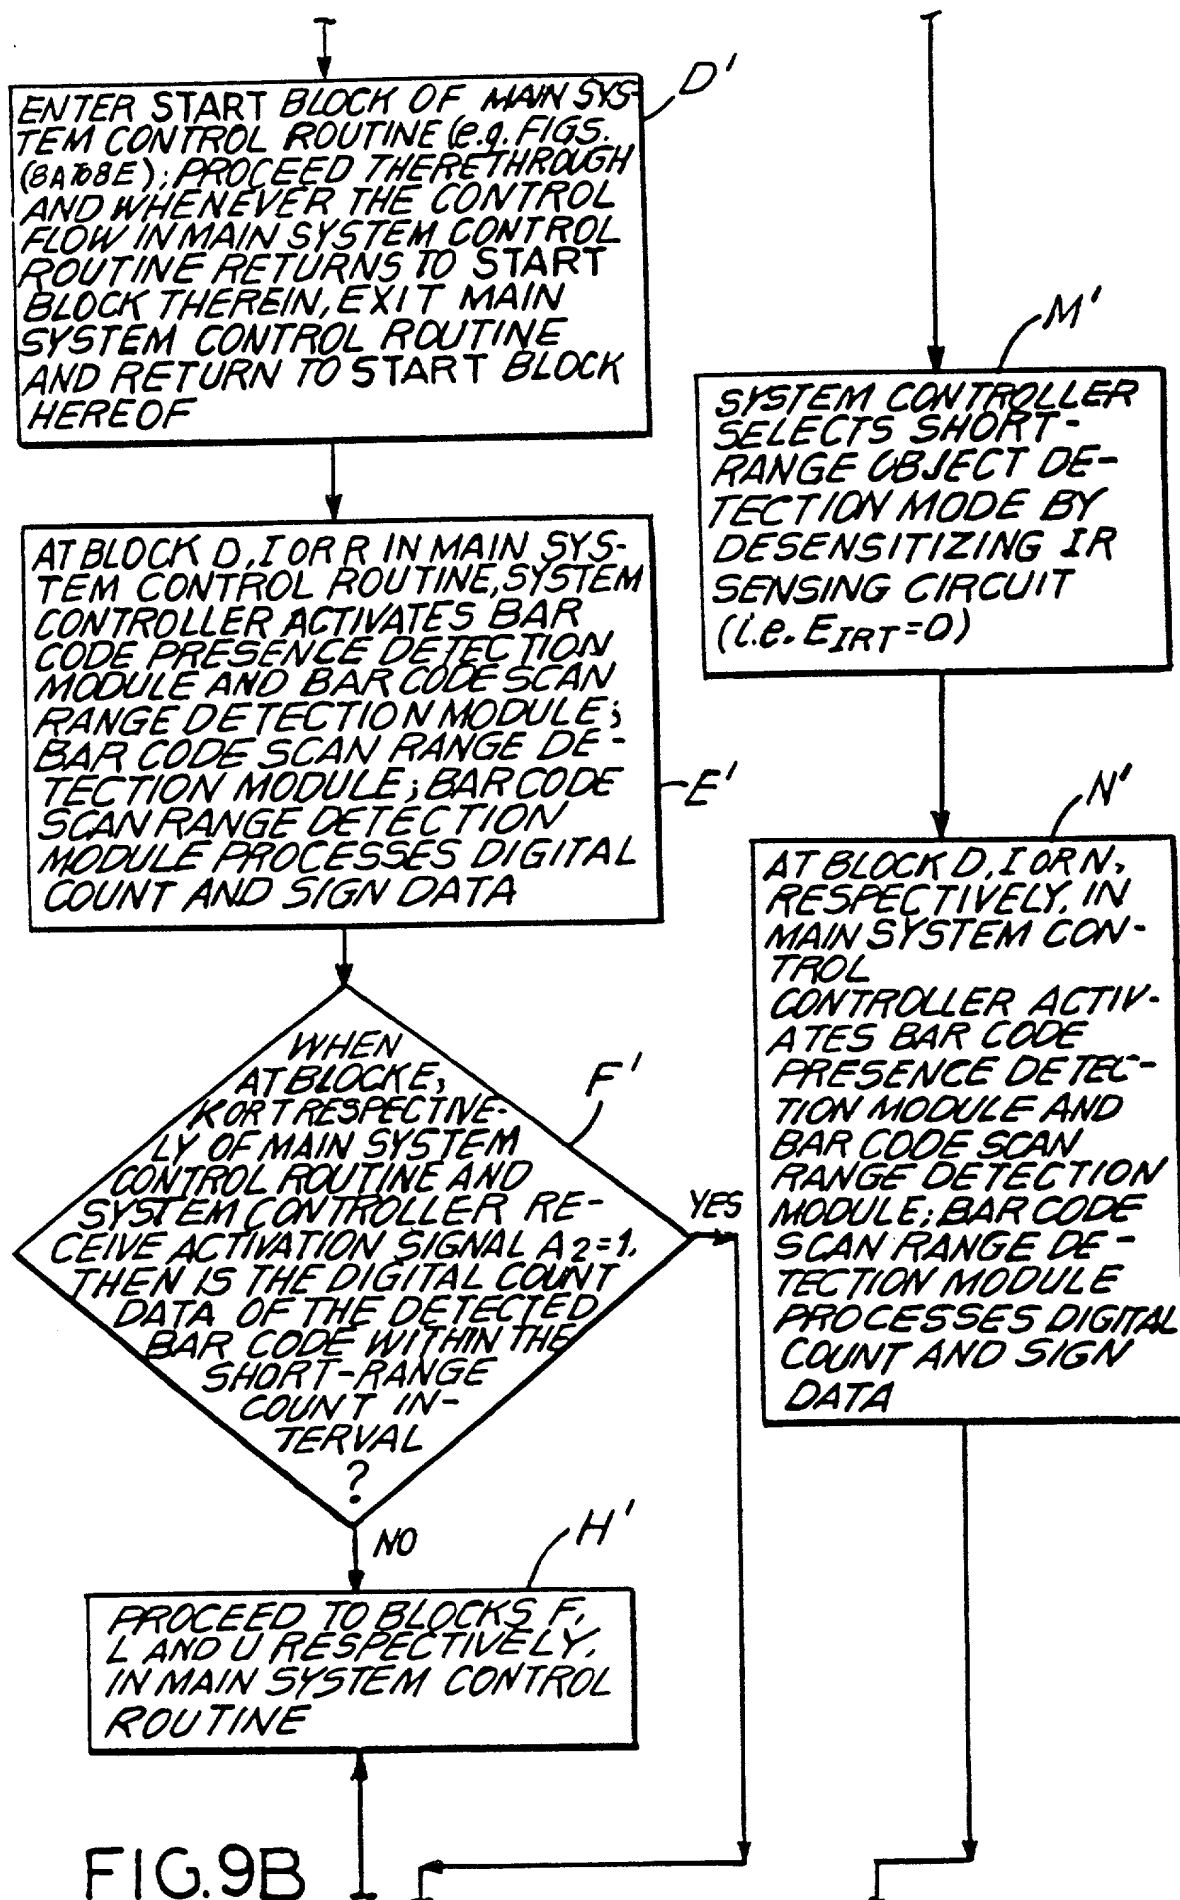 D'
ENTER START BLOCK OF MAIN SYS-
TEM CONTROL ROUTINE (e.g. FIGS.
(8A TO 8E); PROCEED THERETHROUGH
AND WHENEVER THE CONTROL
FLOW IN MAIN SYSTEM CONTROL
ROUTINE RETURNS TO START
BLOCK THEREIN, EXIT MAIN
SYSTEM CONTROL ROUTINE
AND RETURN TO START BLOCK
HEREOF
AT BLOCK D, I OR R IN MAIN SYS-
TEM CONTROL ROUTINE, SYSTEM
CONTROLLER ACTIVATES BAR
CODE PRESENCE DETECTION
MODULE AND BAR CODE SCAN
RANGE DETECTION MODULE;
BAR CODE SCAN RANGE DE-
TECTION MODULE; BAR CODE
SCAN RANGE DETECTION
MODULE PROCESSES DIGITAL
COUNT AND SIGN DATA
E'
WHEN
AT BLOCK E,
K OR T RESPECTIVE-
LY OF MAIN SYSTEM
CONTROL ROUTINE AND
SYSTEM CONTROLLER RE-
CEIVE ACTIVATION SIGNAL A2=1,
THEN IS THE DIGITAL COUNT
DATA OF THE DETECTED
BAR CODE WITHIN THE
SHORT-RANGE
COUNT IN-
TERVAL
?
F'
YES
NO
H'
PROCEED TO BLOCKS F,
L AND U RESPECTIVELY,
IN MAIN SYSTEM CONTROL
ROUTINE
M'
SYSTEM CONTROLLER
SELECTS SHORT-
RANGE OBJECT DE-
TECTION MODE BY
DESENSITIZING IR
SENSING CIRCUIT
(i.e. EIRT=0)
N'
AT BLOCK D, I OR N,
RESPECTIVELY, IN
MAIN SYSTEM CON-
TROL
CONTROLLER ACTIV-
ATES BAR CODE
PRESENCE DETEC-
TION MODULE AND
BAR CODE SCAN
RANGE DETECTION
MODULE; BAR CODE
SCAN RANGE DE-
TECTION MODULE
PROCESSES DIGITAL
COUNT AND SIGN
DATA
FIG. 9B